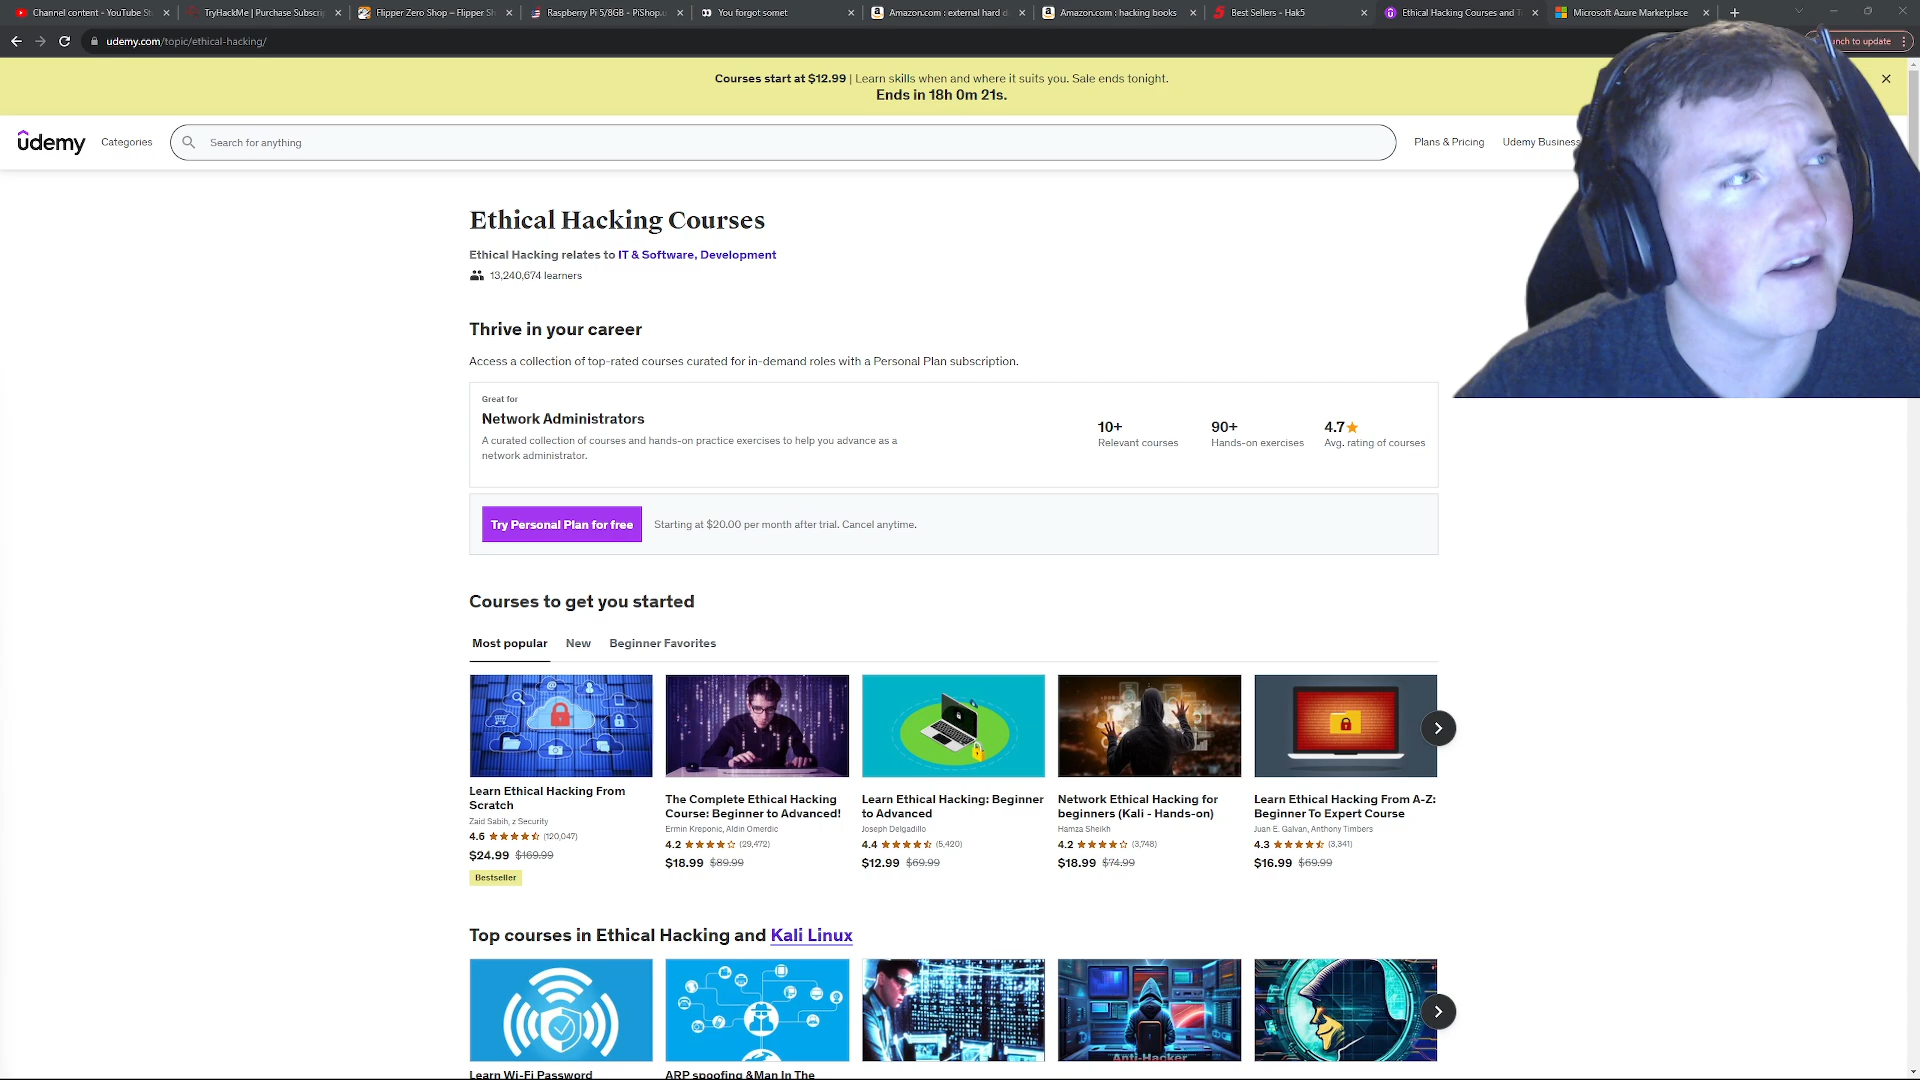 Channel content - YouTube St
TryHackMe | Purchase Subscrip
Flipper Zero Shop — Flipper Sh
Raspberry Pi 5/8GB - PiShop.u
You forgot somet
Amazon.com : external hard d
Amazon.com : hacking books
Best Sellers - Hak5
Ethical Hacking Courses and T
Microsoft Azure Marketplace
udemy.com/topic/ethical-hacking/
nch to update
Courses start at $12.99 | Learn skills when and where it suits you. Sale ends tonight.
Ends in 18h 0m 21s.
udemy
Categories
Search for anything
Plans & Pricing
Udemy Business
Ethical Hacking Courses
Ethical Hacking relates to IT & Software, Development
13,240,674 learners
Thrive in your career
Access a collection of top-rated courses curated for in-demand roles with a Personal Plan subscription.
Great for
Network Administrators
A curated collection of courses and hands-on practice exercises to help you advance as a
network administrator.
10+
Relevant courses
90+
Hands-on exercises
4.7★
Avg. rating of courses
Try Personal Plan for free
Starting at $20.00 per month after trial. Cancel anytime.
Courses to get you started
Most popular
New
Beginner Favorites
Learn Ethical Hacking From
Scratch
Zaid Sabih, z Security
4.6 (120,047)
$24.99 $169.99
Bestseller
The Complete Ethical Hacking
Course: Beginner to Advanced!
Ermin Kreponic, Aldin Omerdic
4.2 (29,472)
$18.99 $89.99
Learn Ethical Hacking: Beginner
to Advanced
Joseph Delgadillo
4.4 (5,420)
$12.99 $69.99
Network Ethical Hacking for
beginners (Kali - Hands-on)
Hamza Sheikh
4.2 (3,748)
$18.99 $74.99
Learn Ethical Hacking From A-Z:
Beginner To Expert Course
Juan E. Galvan, Anthony Timbers
4.3 (3,341)
$16.99 $69.99
Top courses in Ethical Hacking and Kali Linux
Anti-Hacker
Learn Wi-Fi Password
ARP spoofing &Man In The